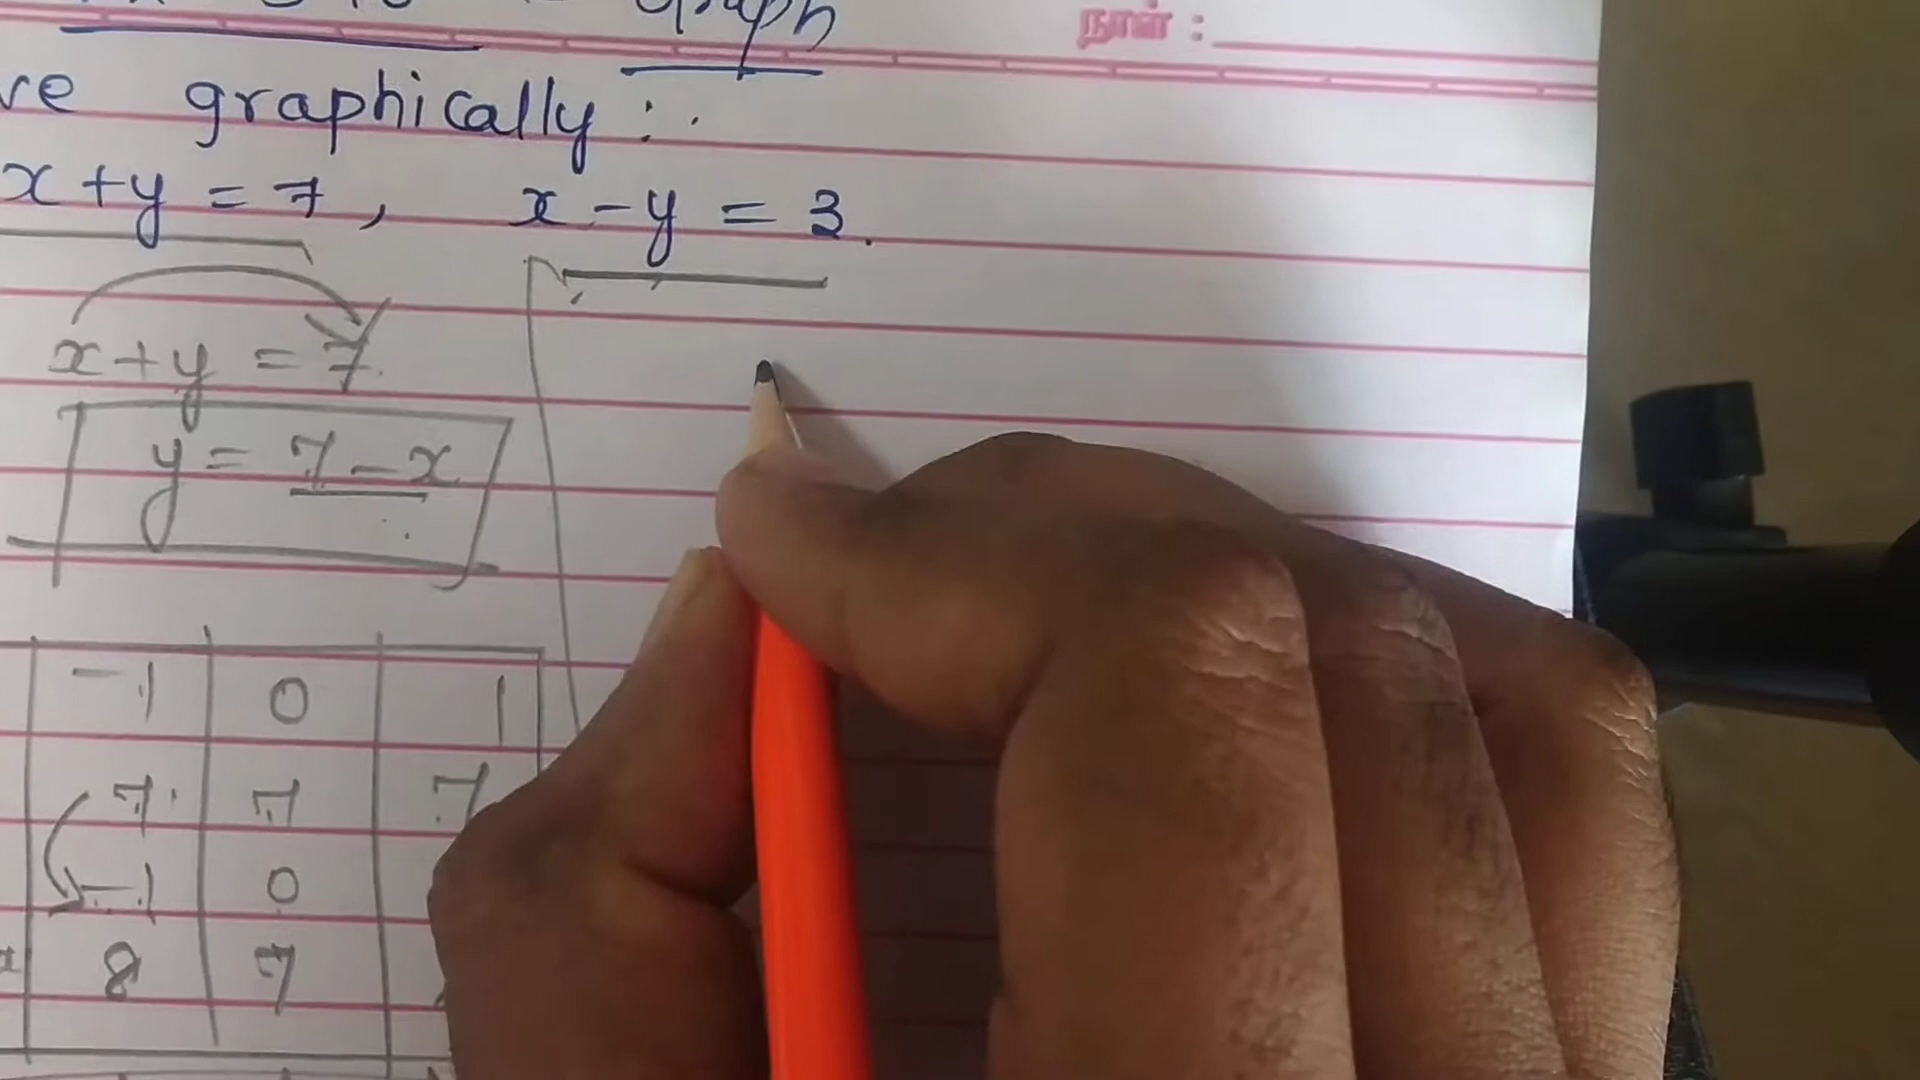 Graph
நாள் :
graphically :
x + y = 7 , x - y = 3 .
x + y = 7
y = 7 - x
-1 0 1
7 7 7
-1 0
x 8 7